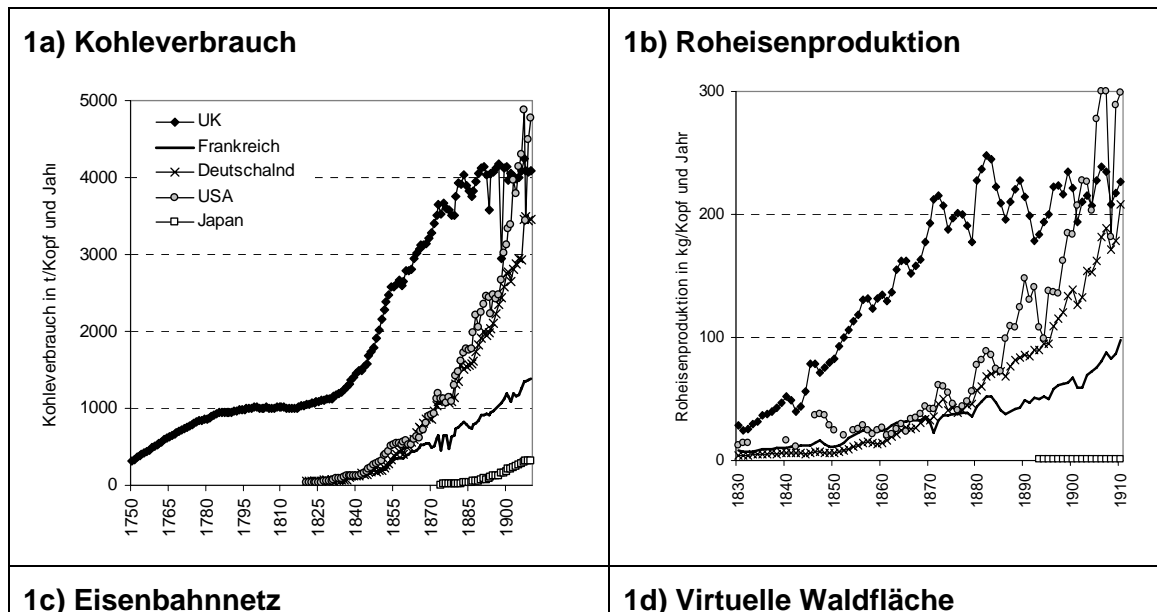 1a) Kohleverbrauch
Kohleverbrauch in t/Kopf und Jahr
5000
4000
3000
2000
1000
0
UK
Frankreich
Deutschalnd
USA
Japan
1750
1765
1780
1795
1810
1825
1840
1855
1870
1885
1900
1b) Roheisenproduktion
Roheisenproduktion in kg/Kopf und Jahr
300
200
100
0
1830
1840
1850
1860
1870
1880
1890
1900
1910
1c) Eisenbahnnetz
1d) Virtuelle Waldfläche